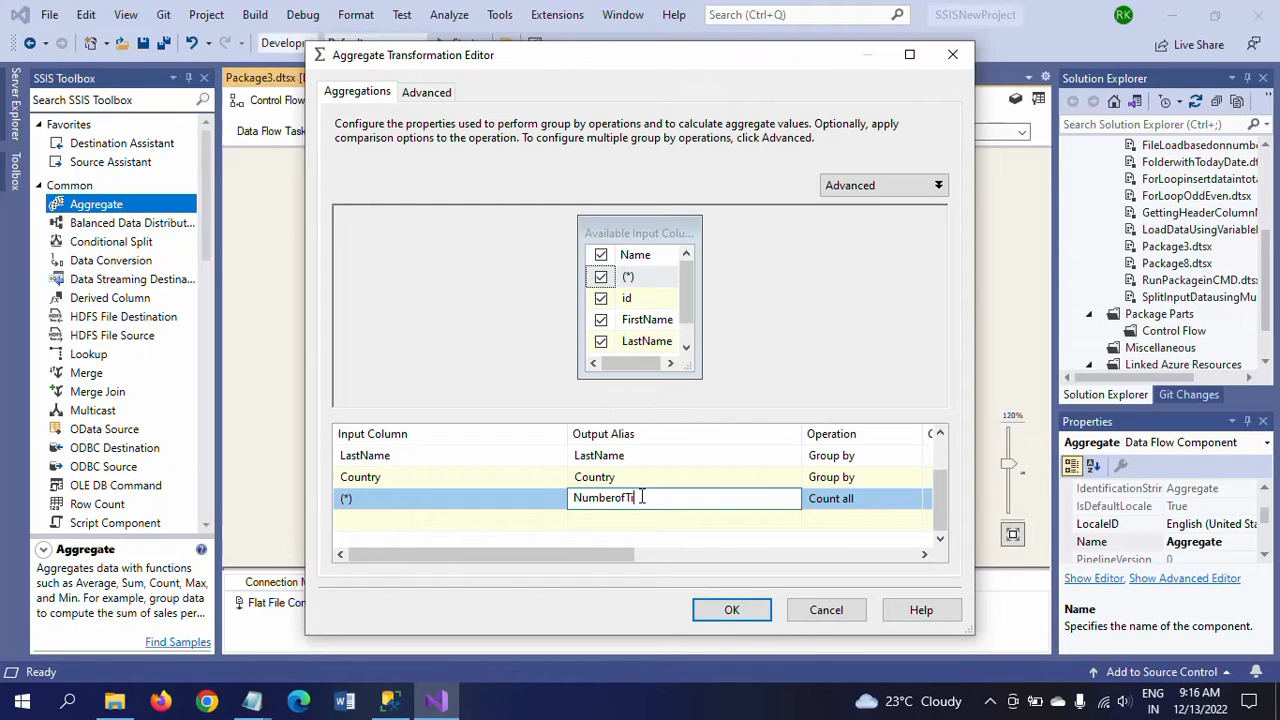 File Edit View Git Project Build Debug Format Test Analyze Tools Extensions Window Help Search (Ctrl+Q) SSISNewProject RK
Live Share
Server Explorer
Toolbox
SSIS Toolbox
Search SSIS Toolbox
Favorites
Destination Assistant
Source Assistant
Common
Aggregate
Balanced Data Distribut...
Conditional Split
Data Conversion
Data Streaming Destina...
Derived Column
HDFS File Destination
HDFS File Source
Lookup
Merge
Merge Join
Multicast
OData Source
ODBC Destination
ODBC Source
OLE DB Command
Row Count
Script Component
Aggregate
Aggregates data with functions
such as Average, Sum, Count, Max,
and Min. For example, group data
to compute the sum of sales per...
Find Samples
Package3.dtsx [
Control Flow
Data Flow Task
Connection M
Flat File Con
Aggregate Transformation Editor
Aggregations Advanced
Configure the properties used to perform group by operations and to calculate aggregate values. Optionally, apply
comparison options to the operation. To configure multiple group by operations, click Advanced.
Advanced
Available Input Colu...
Name
(*)
id
FirstName
LastName
Input Column Output Alias Operation
LastName LastName Group by
Country Country Group by
(*) NumberofTi Count all
OK Cancel Help
120%
Solution Explorer
Search Solution Explorer (Ctrl+;)
FileLoadbasedonnumbe
FolderwithTodayDate.dt
ForLoopinsertdataintota
ForLoopOddEven.dtsx
GettingHeaderColumnN
LoadDataUsingVariable
Package3.dtsx
Package8.dtsx
RunPackageinCMD.dtsx
SplitInputDatausingMu
Package Parts
Control Flow
Miscellaneous
Linked Azure Resources
Solution Explorer Git Changes
Properties
Aggregate Data Flow Component
IdentificationStrin Aggregate
IsDefaultLocale True
LocaleID English (United Sta
Name Aggregate
PipelineVersion 0
Show Editor, Show Advanced Editor
Name
Specifies the name of the component.
Ready
Add to Source Control
23°C Cloudy
ENG
IN
9:16 AM
12/13/2022